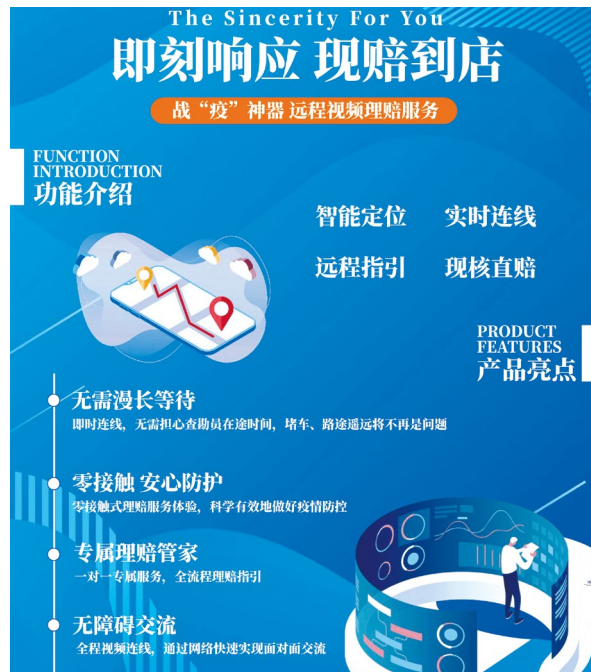 The Sincerity For You
即刻响应 现赔到店
战“疫”神器 远程视频理赔服务
FUNCTION
INTRODUCTION
功能介绍
智能定位 实时连线
远程指引 现核直赔
PRODUCT
FEATURES
产品亮点
无需漫长等待
即时连线，无需担心查勘员在途时间，堵车、路途遥远将不再是问题
零接触 安心防护
零接触式理赔服务体验，科学有效地做好疫情防控
专属理赔管家
一对一专属服务，全流程理赔指引
无障碍交流
全程视频连线，通过网络快速实现面对面交流